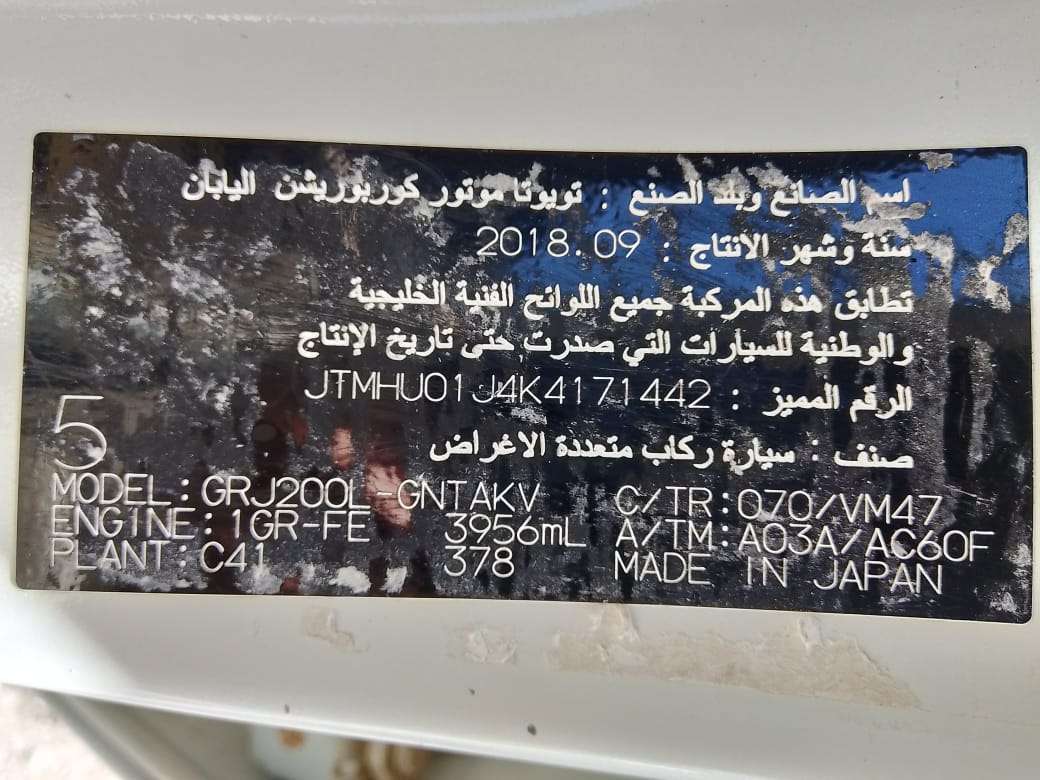 اسم الصانع وبلد الصنع : تويوتا موتور كوربوريشن اليابان
سنة وشهر الانتاج : 2018.09
تطابق هذه المركبة جميع اللوائح الفنية الخليجية
والوطنية للسيارات التي صدرت حتى تاريخ الإنتاج
الرقم المميز : JTMHU01J4K4171442
صنف : سيارة ركاب متعددة الاغراض
5
MODEL: GRJ200L-GNTAKV C/TR: 070/VM47
ENGINE: 1GR-FE 3956mL A/TM: A03A/AC60F
PLANT: C41 378 MADE IN JAPAN